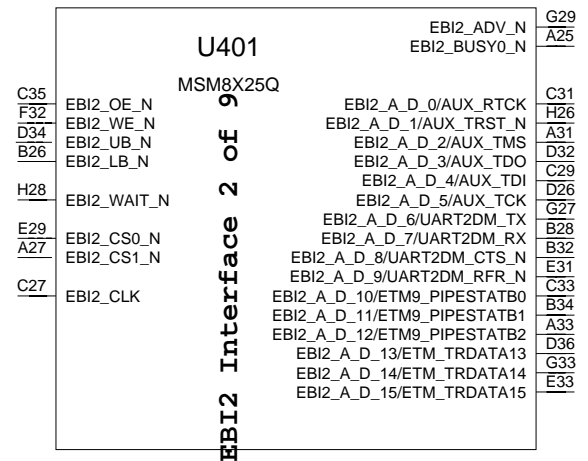 U401
MSM8X25Q
EBI2 Interface 2 of 9
C35 EBI2_OE_N
F32 EBI2_WE_N
D34 EBI2_UB_N
B26 EBI2_LB_N
H28 EBI2_WAIT_N
E29 EBI2_CS0_N
A27 EBI2_CS1_N
C27 EBI2_CLK
EBI2_ADV_N G29
EBI2_BUSY0_N A25
EBI2_A_D_0/AUX_RTCK C31
EBI2_A_D_1/AUX_TRST_N H26
EBI2_A_D_2/AUX_TMS A31
EBI2_A_D_3/AUX_TDO D32
EBI2_A_D_4/AUX_TDI C29
EBI2_A_D_5/AUX_TCK D26
EBI2_A_D_6/UART2DM_TX G27
EBI2_A_D_7/UART2DM_RX B28
EBI2_A_D_8/UART2DM_CTS_N B32
EBI2_A_D_9/UART2DM_RFR_N E31
EBI2_A_D_10/ETM9_PIPESTATB0 C33
EBI2_A_D_11/ETM9_PIPESTATB1 B34
EBI2_A_D_12/ETM9_PIPESTATB2 A33
EBI2_A_D_13/ETM_TRDATA13 D36
EBI2_A_D_14/ETM_TRDATA14 G33
EBI2_A_D_15/ETM_TRDATA15 E33